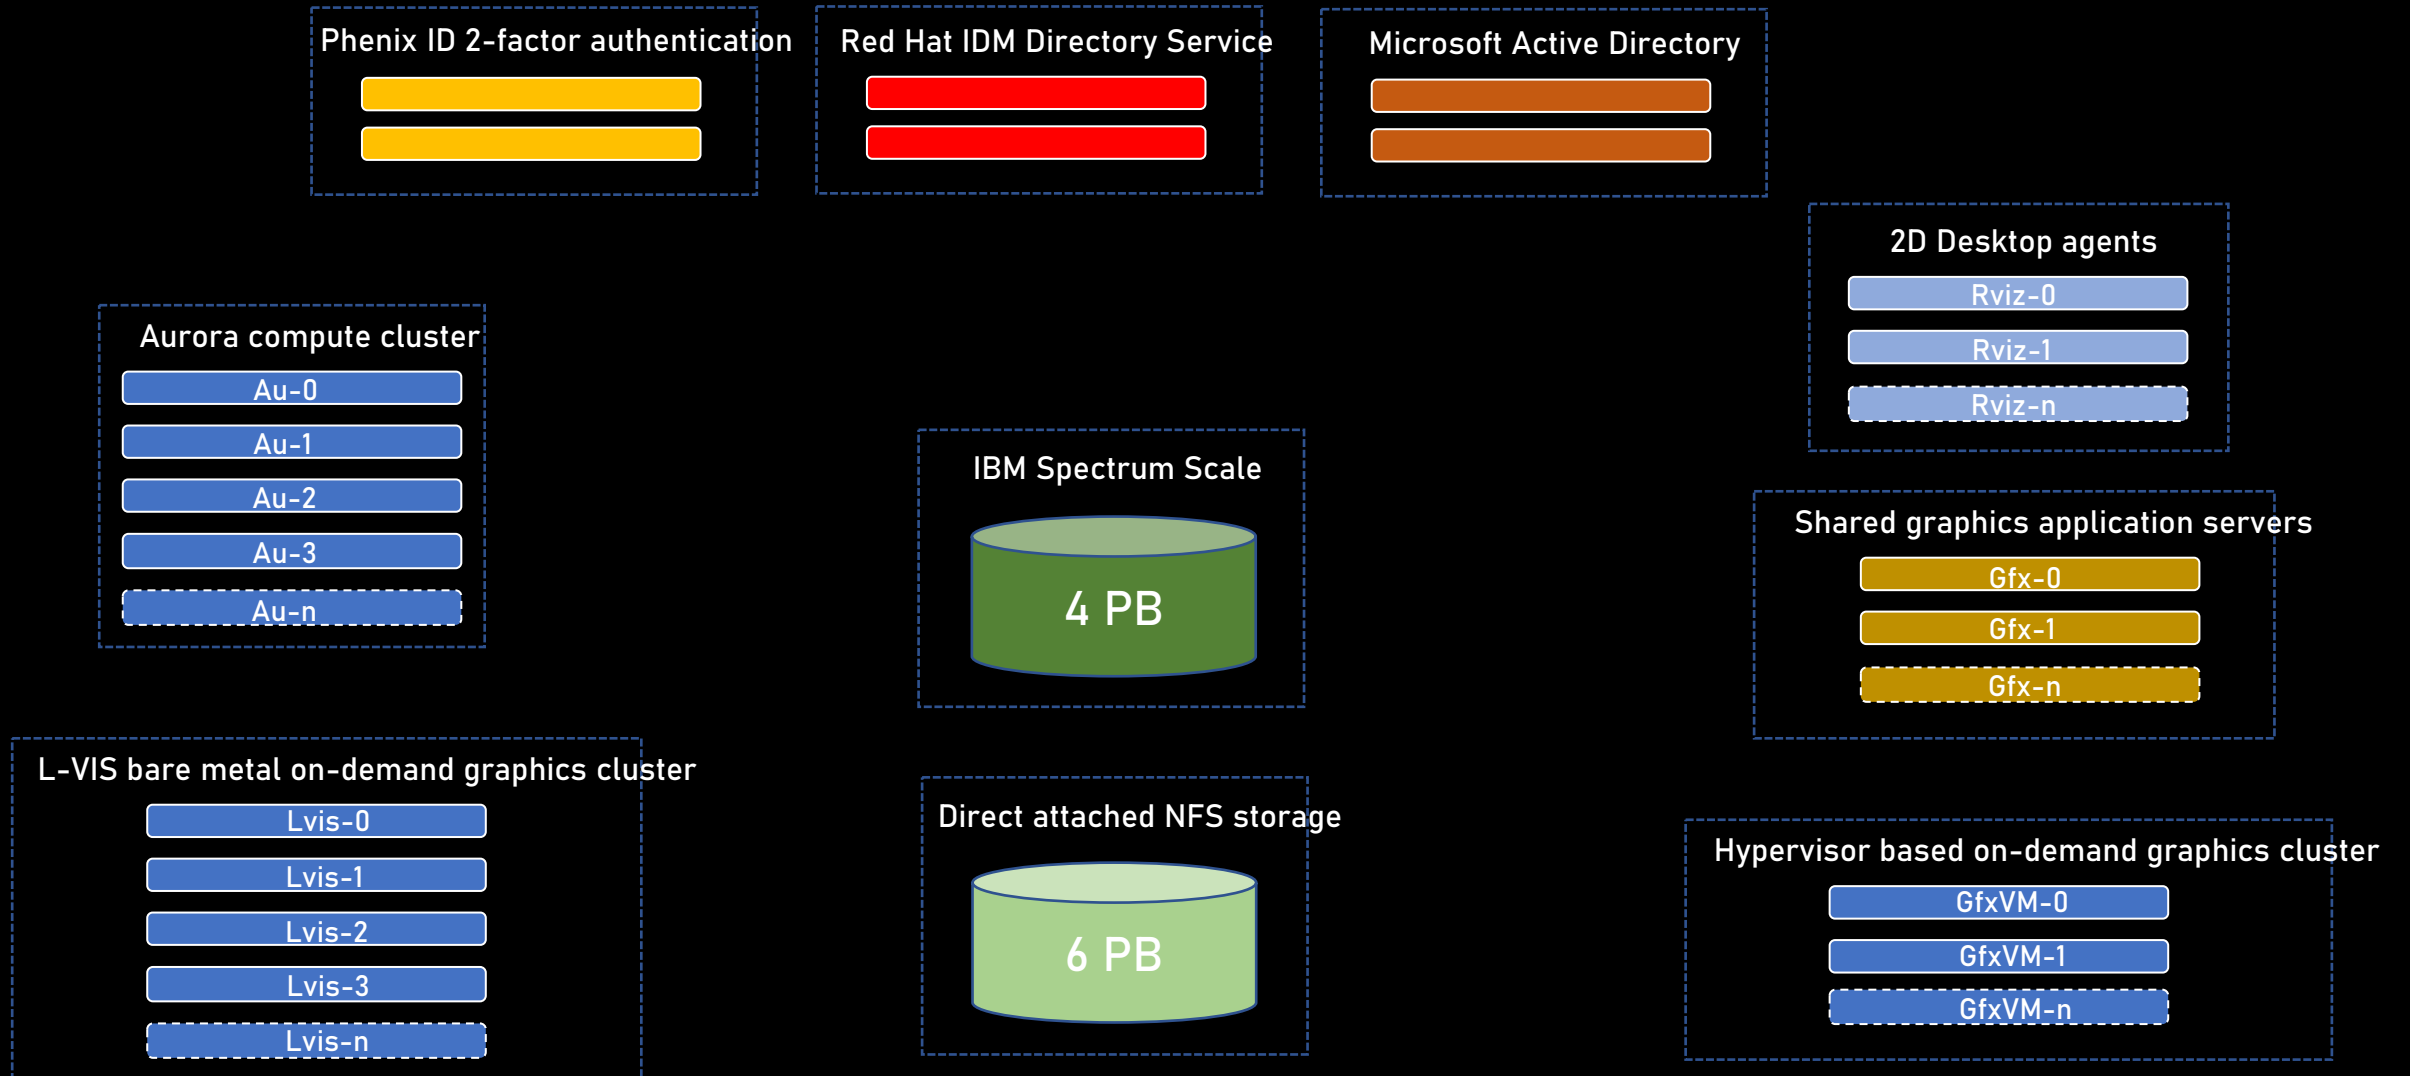 Phenix ID 2-factor authentication
Red Hat IDM Directory Service
Microsoft Active Directory
2D Desktop agents
Rviz-0
Rviz-1
Rviz-n
Aurora compute cluster
Au-0
Au-1
Au-2
Au-3
Au-n
IBM Spectrum Scale
4 PB
Shared graphics application servers
Gfx-0
Gfx-1
Gfx-n
L-VIS bare metal on-demand graphics cluster
Lvis-0
Lvis-1
Lvis-2
Lvis-3
Lvis-n
Direct attached NFS storage
6 PB
Hypervisor based on-demand graphics cluster
GfxVM-0
GfxVM-1
GfxVM-n